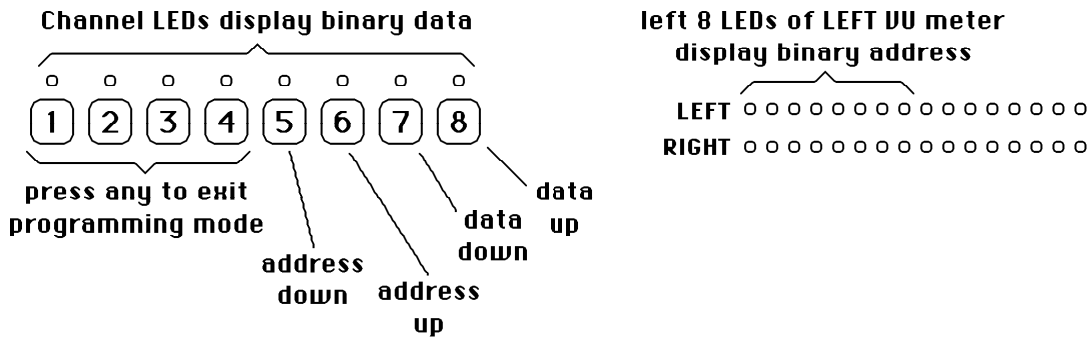 Channel LEDs display binary data
1 2 3 4 5 6 7 8
press any to exit
programming mode
address
down
address
up
data
down
data
up
left 8 LEDs of LEFT VU meter
display binary address
LEFT
RIGHT